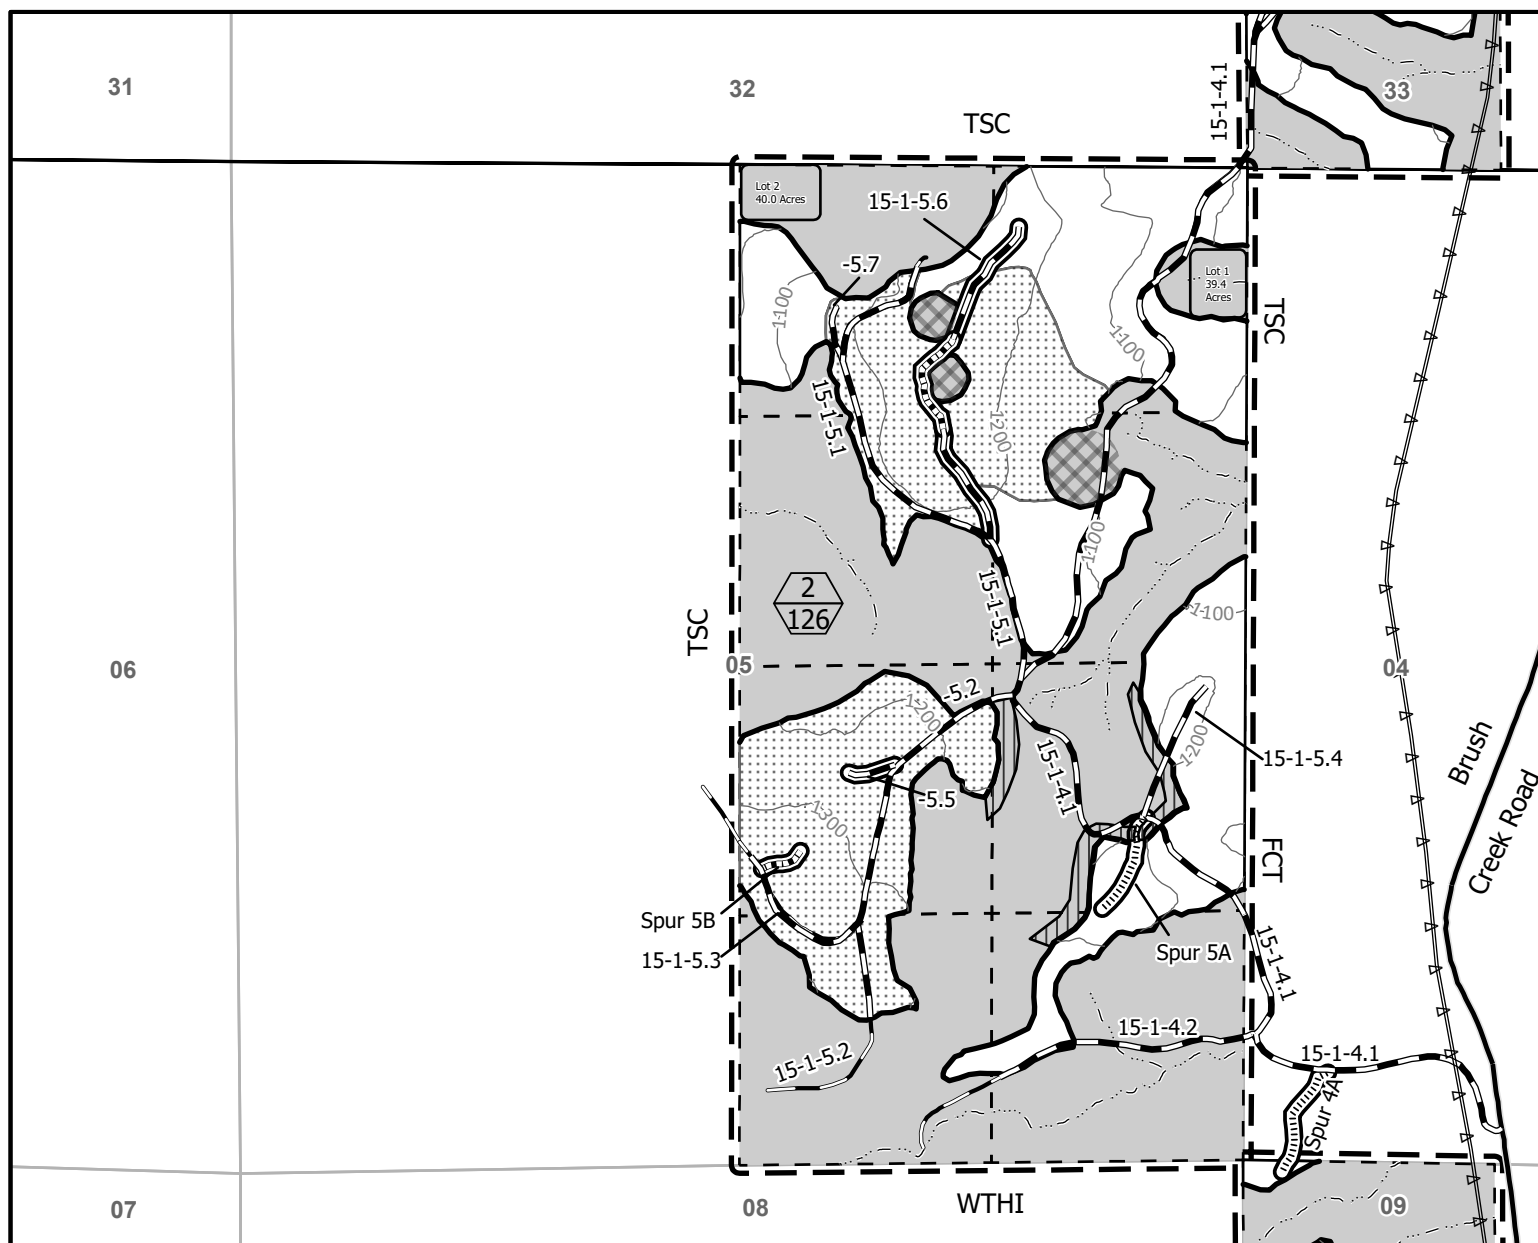 31
32
33
15-1-4.1
TSC
Lot 2
40.0 Acres
15-1-5.6
-5.7
Lot 1
39.4
Acres
1100
1100
TSC
15-1-5.1
1200
1100
2
126
15-1-5.1
1100
TSC
06
05
04
-5.2
1200
15-1-4.1
1200
15-1-5.4
Brush
Creek Road
-5.5
1300
FCT
Spur 5B
15-1-5.3
Spur 5A
15-1-4.1
15-1-4.2
15-1-5.2
15-1-4.1
Spur 4A
07
08
WTHI
09